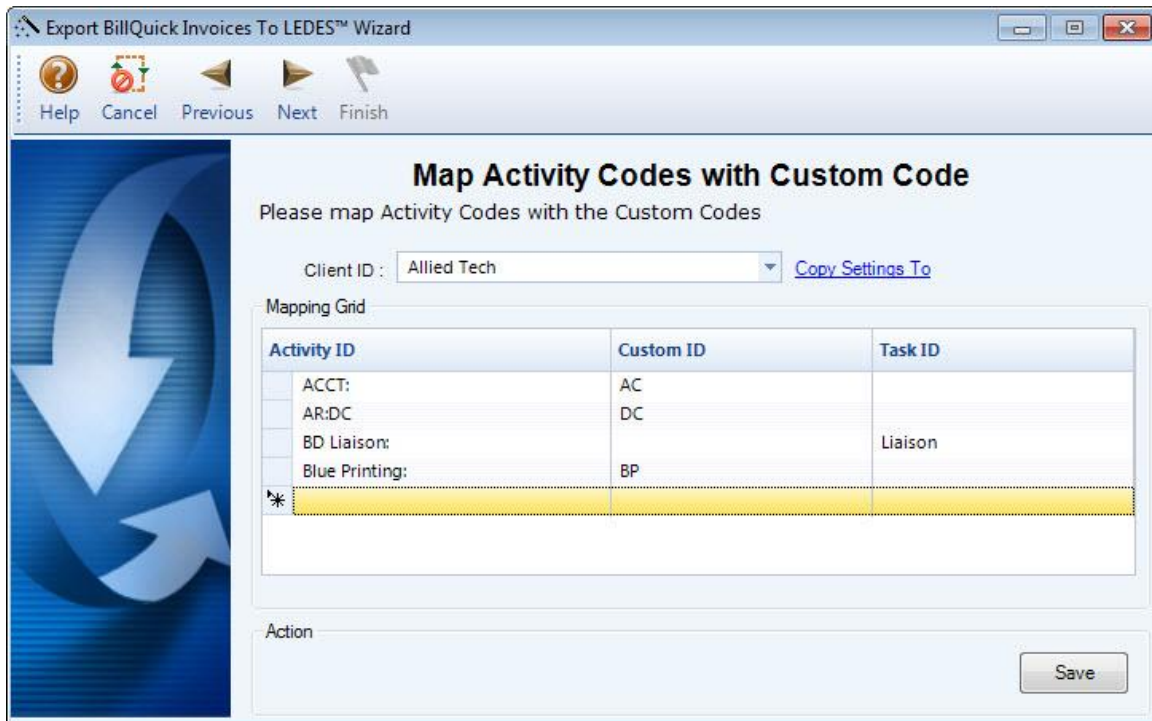 Export BillQuick Invoices To LEDES™ Wizard
Help Cancel Previous Next Finish
Map Activity Codes with Custom Code
Please map Activity Codes with the Custom Codes
Client ID : Allied Tech Copy Settings To
Mapping Grid
Activity ID Custom ID Task ID
ACCT: AC
AR:DC DC
BD Liaison: Liaison
Blue Printing: BP
Action
Save